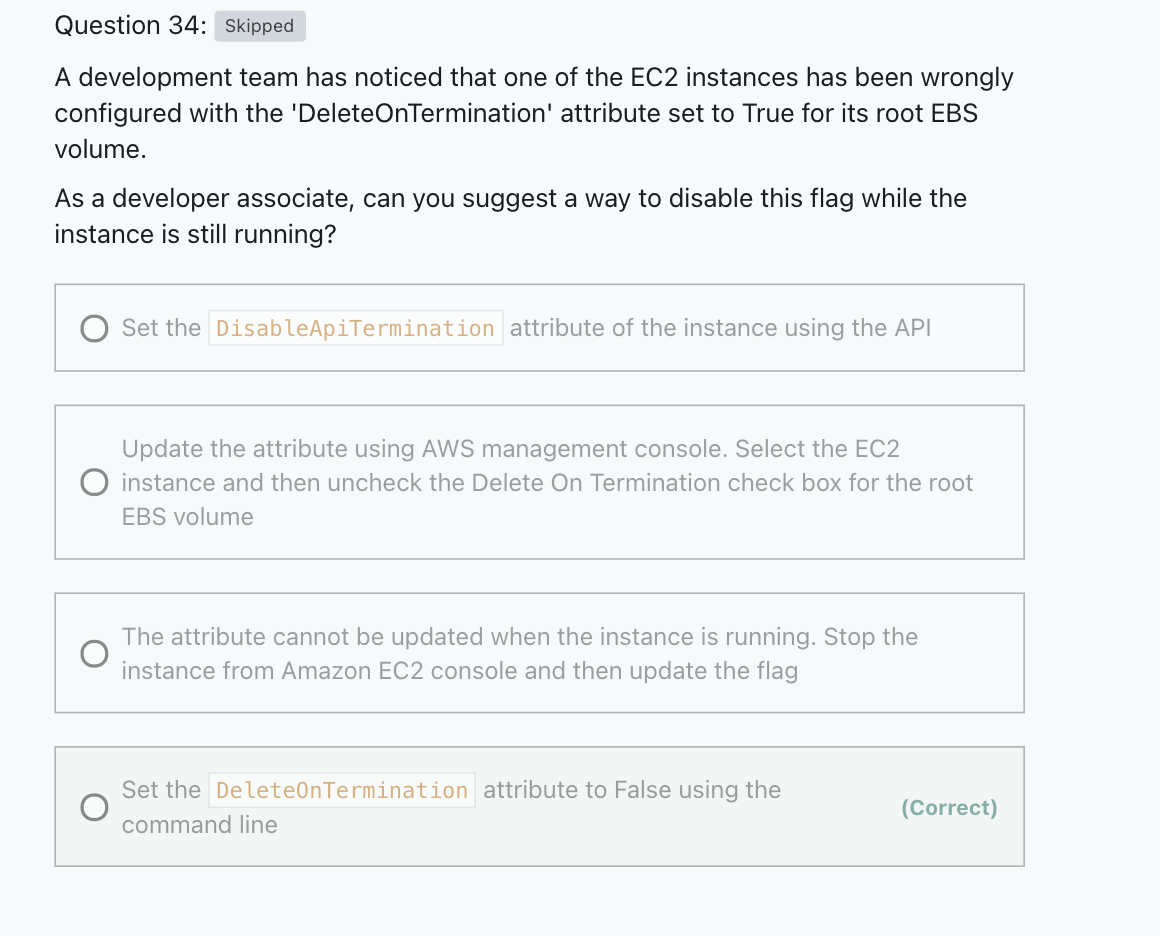 Question 34: Skipped
A development team has noticed that one of the EC2 instances has been wrongly
configured with the 'DeleteOnTermination' attribute set to True for its root EBS
volume.
As a developer associate, can you suggest a way to disable this flag while the
instance is still running?
Set the DisableApiTermination attribute of the instance using the API
Update the attribute using AWS management console. Select the EC2
instance and then uncheck the Delete On Termination check box for the root
EBS volume
The attribute cannot be updated when the instance is running. Stop the
instance from Amazon EC2 console and then update the flag
Set the DeleteOnTermination attribute to False using the
command line
(Correct)